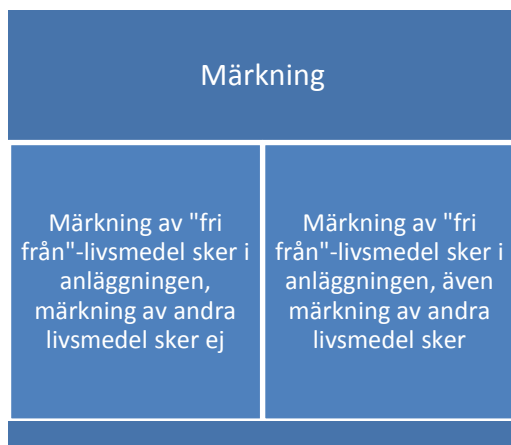 Märkning
Märkning av "fri
från"-livsmedel sker i
anläggningen,
märkning av andra
livsmedel sker ej
Märkning av "fri
från"-livsmedel sker i
anläggningen, även
märkning av andra
livsmedel sker